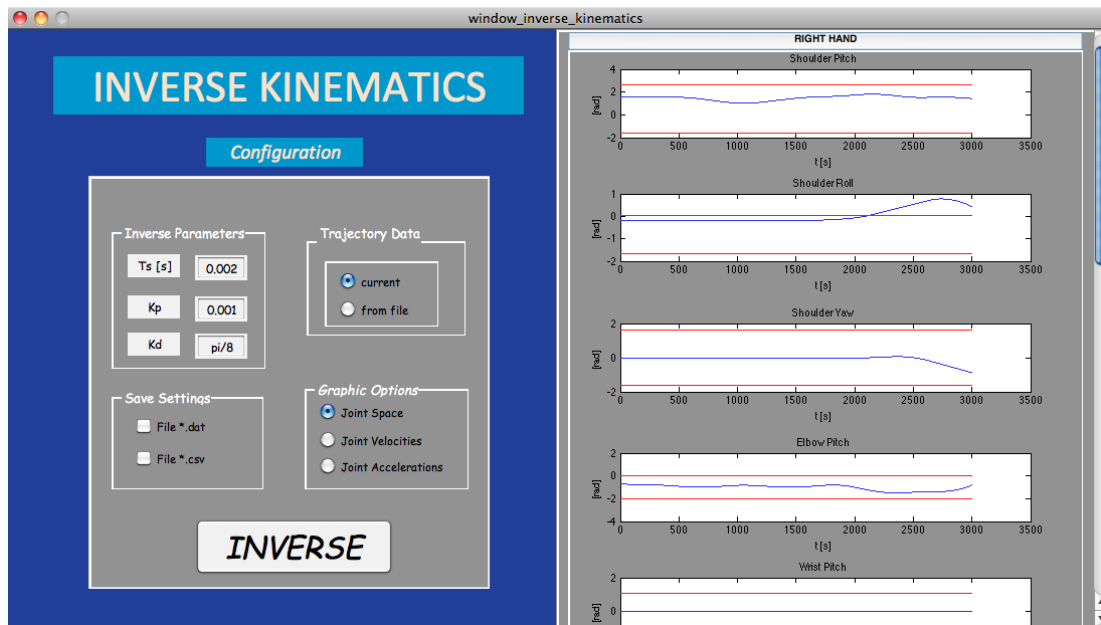 window_inverse_kinematics
INVERSE KINEMATICS
Configuration
Inverse Parameters
Ts [s]
0.002
Kp
0.001
Kd
pi/8
Trajectory Data
current
from file
Save Settings
File *.dat
File *.csv
Graphic Options
Joint Space
Joint Velocities
Joint Accelerations
INVERSE
RIGHT HAND
Shoulder Pitch
4
2
0
-2
[rad]
0 500 1000 1500 2000 2500 3000 3500
t [s]
Shoulder Roll
1
0
-1
-2
[rad]
0 500 1000 1500 2000 2500 3000 3500
t [s]
Shoulder Yaw
2
0
-2
[rad]
0 500 1000 1500 2000 2500 3000 3500
t [s]
Elbow Pitch
2
0
-2
-4
[rad]
0 500 1000 1500 2000 2500 3000 3500
t [s]
Wrist Pitch
2
0
[rad]